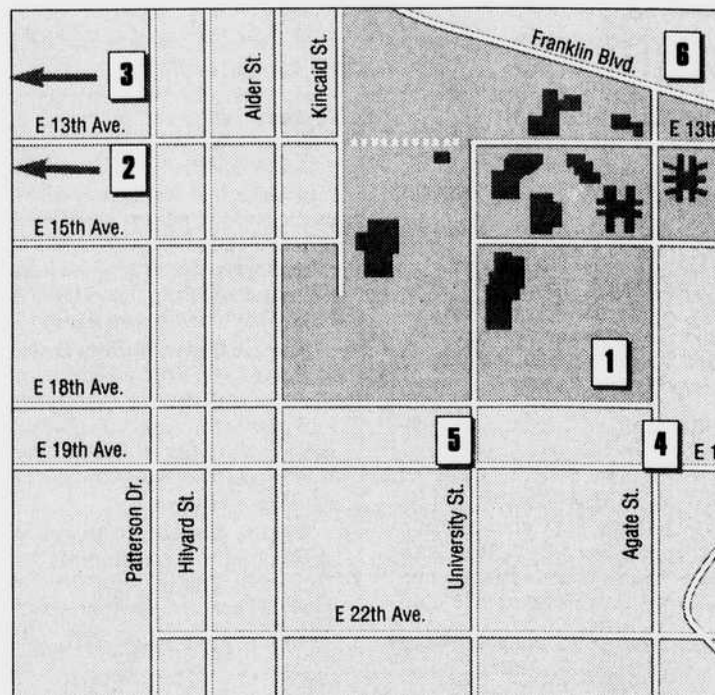 Franklin Blvd.
6
3
Alder St.
Kincaid St.
E 13th Ave.
E 13th
2
E 15th Ave.
1
E 18th Ave.
5
4
E 19th Ave.
E 1
Patterson Dr.
Hilyard St.
University St.
Agate St.
E 22th Ave.